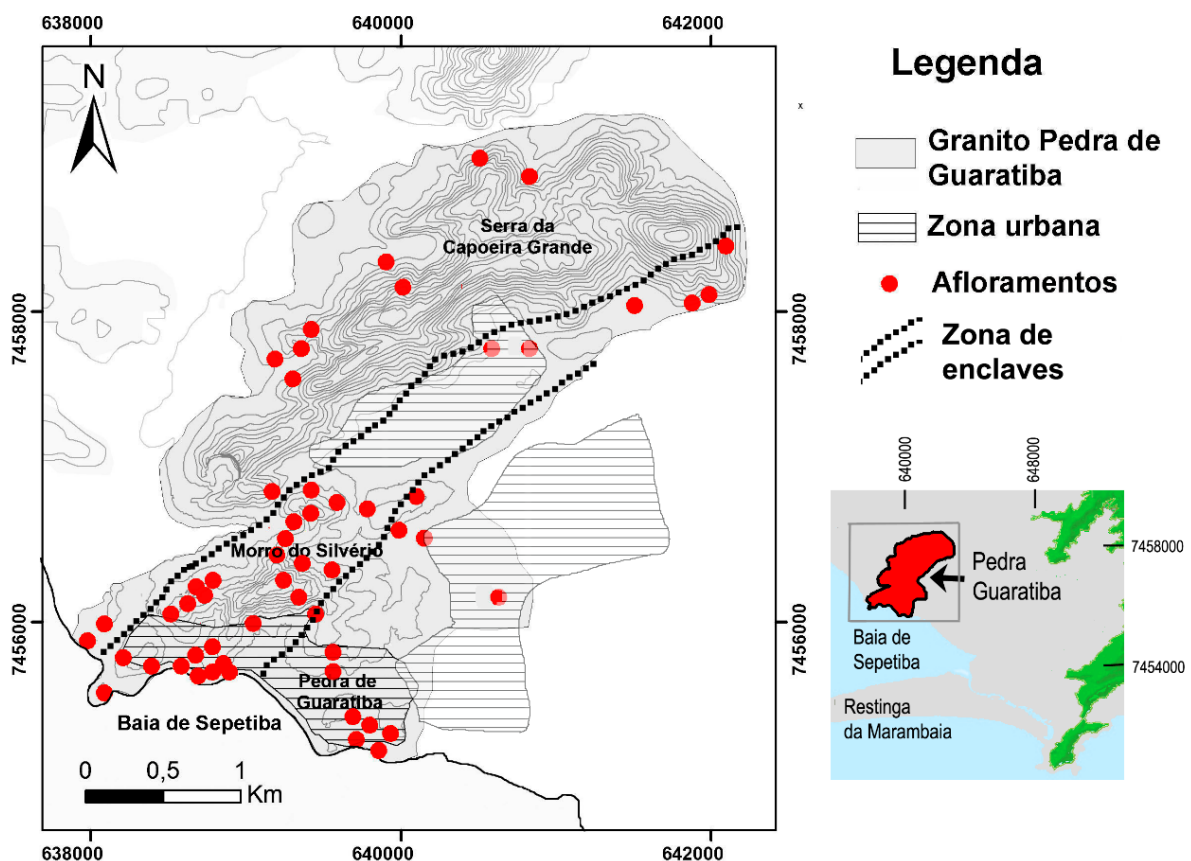 638000
640000
642000
N
7458000
7456000
Serra da
Capoeira Grande
Morro do Silvério
Pedra de
Guaratiba
Baia de Sepetiba
0
0,5
1
Km
7458000
7456000
638000
640000
642000
Legenda
x
Granito Pedra de
Guaratiba
Zona urbana
Afloramentos
Zona de
enclaves
640000
648000
7458000
7454000
Pedra
Guaratiba
Baia de
Sepetiba
Restinga
da Marambaia